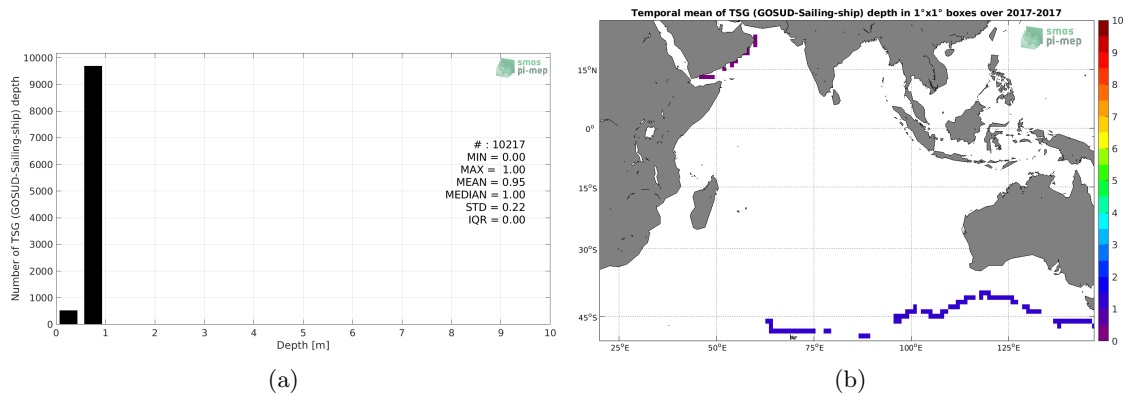 Number of TSG (GOSUD-Sailing-ship) depth
10000
9000
8000
7000
6000
5000
4000
3000
2000
1000
0
0 1 2 3 4 5 6 7 8 9 10
Depth [m]
smos
pi-mep
# : 10217
MIN = 0.00
MAX = 1.00
MEAN = 0.95
MEDIAN = 1.00
STD = 0.22
IQR = 0.00
(a)
Temporal mean of TSG (GOSUD-Sailing-ship) depth in 1°x1° boxes over 2017-2017
smos
pi-mep
15°N
0°
15°S
30°S
45°S
25°E 50°E 75°E 100°E 125°E
10
9
8
7
6
5
4
3
2
1
0
(b)